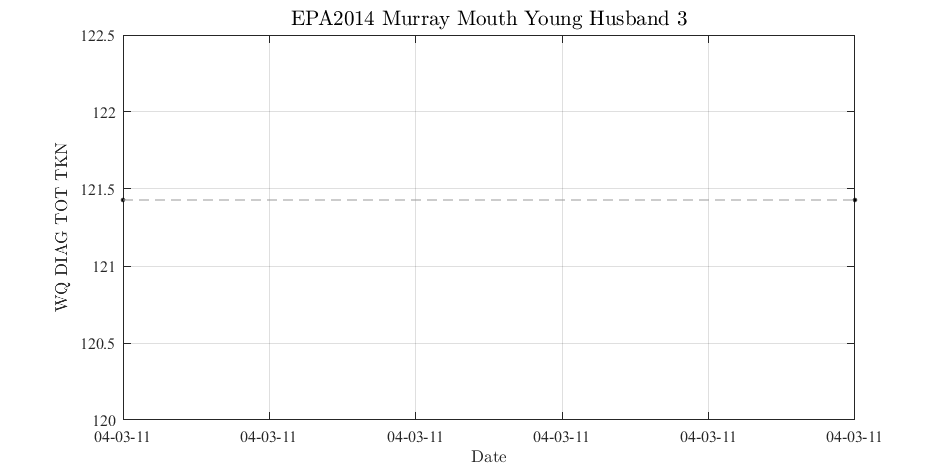 EPA2014 Murray Mouth Young Husband 3
122.5
122
121.5
121
120.5
120
WQ DIAG TOT TKN
04-03-11 04-03-11 04-03-11 04-03-11 04-03-11 04-03-11
Date